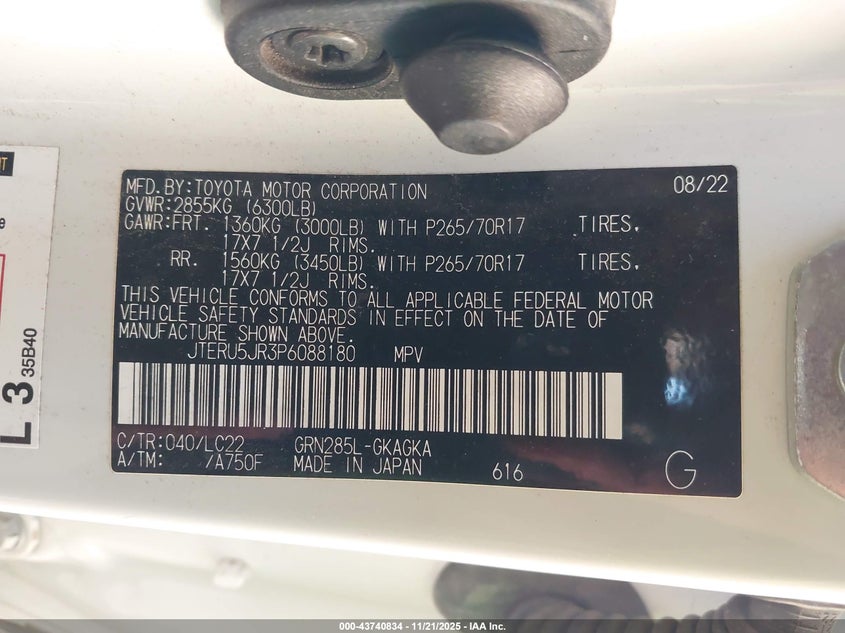 MFD.BY:TOYOTA MOTOR CORPORATION 08/22
GVWR:2855KG (6300LB)
GAWR:FRT. 1360KG (3000LB) WITH P265/70R17 TIRES,
17X7 1/2J RIMS.
RR. 1560KG (3450LB) WITH P265/70R17 TIRES,
17X7 1/2J RIMS.
THIS VEHICLE CONFORMS TO ALL APPLICABLE FEDERAL MOTOR
VEHICLE SAFETY STANDARDS IN EFFECT ON THE DATE OF
MANUFACTURE SHOWN ABOVE.
JTERU5JR3P6088180 MPV
C/TR:040/LC22 GRN285L-GKAGKA
A/TM: /A750F MADE IN JAPAN 616 G
L 3 35B40
000-43740834 - 11/21/2025 - IAA Inc.